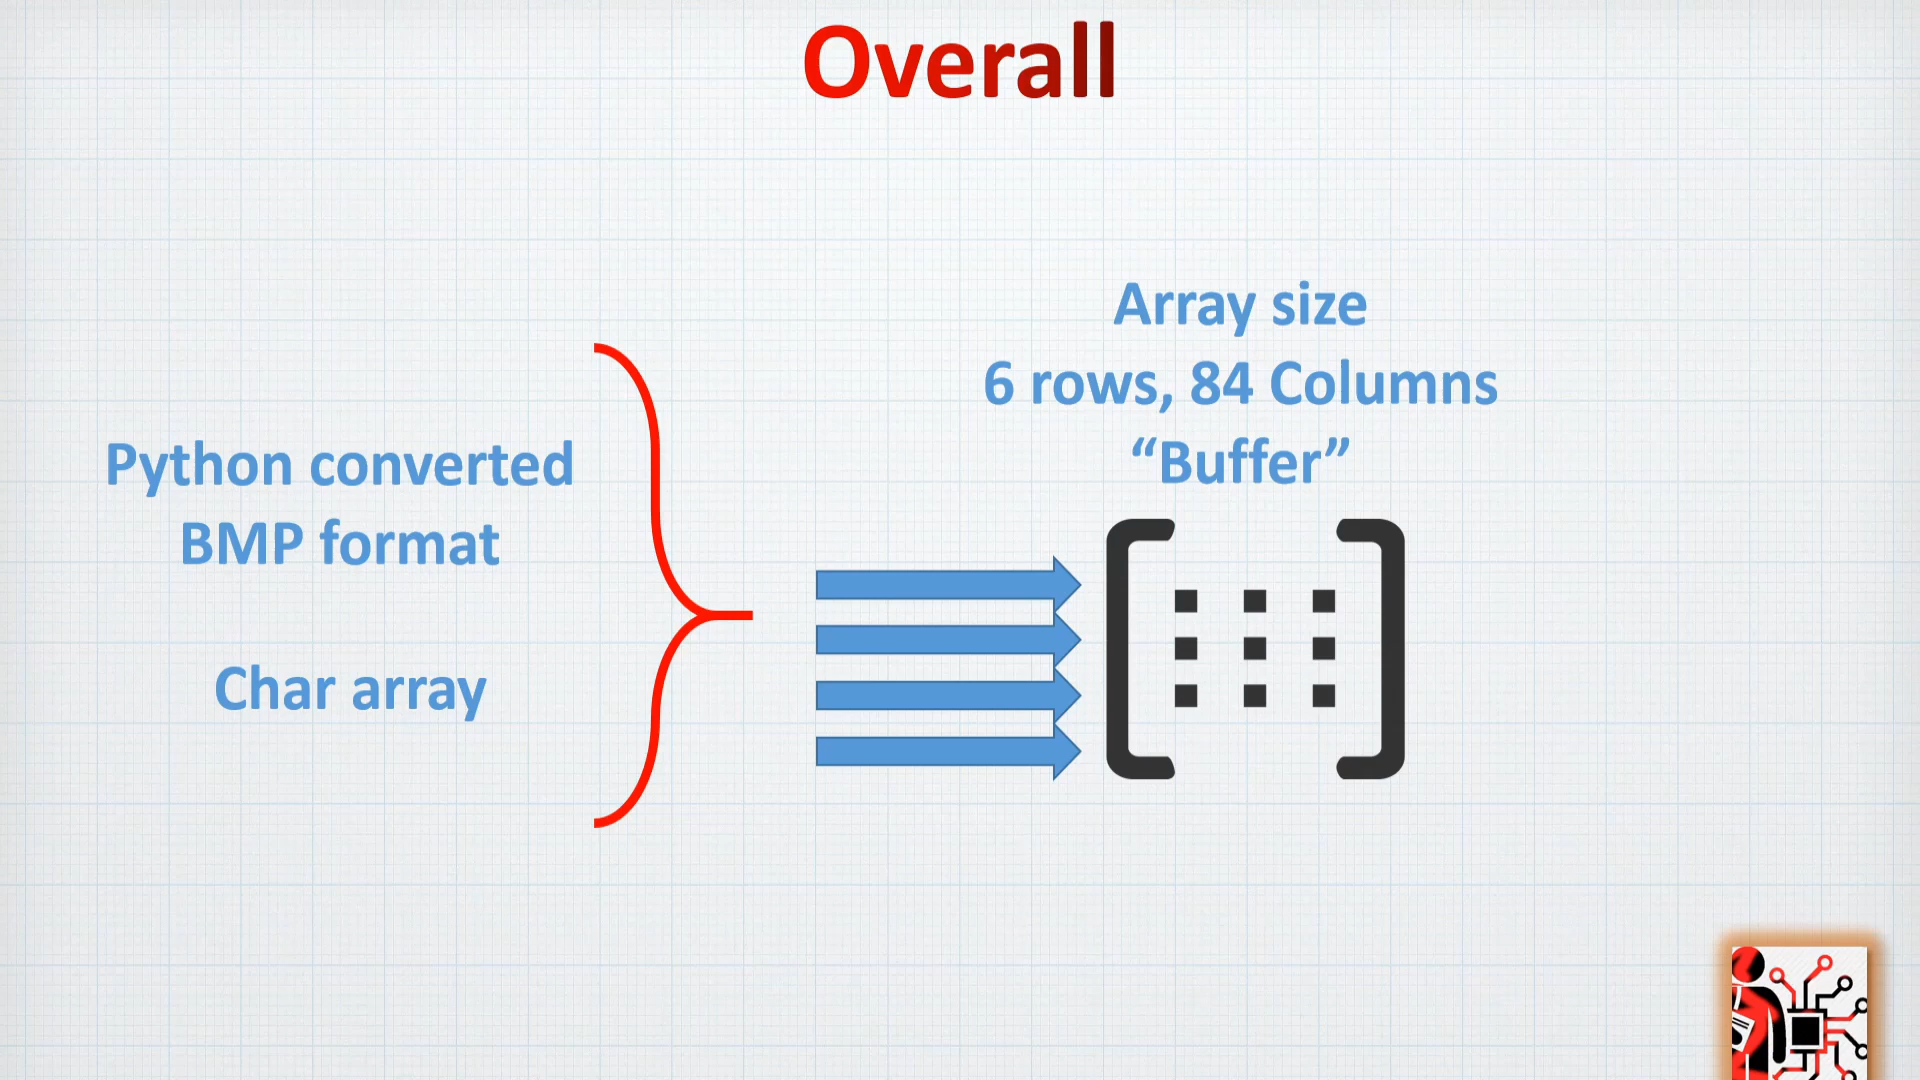 Overall
Python converted
BMP format
Char array
Array size
6 rows, 84 Columns
“Buffer”